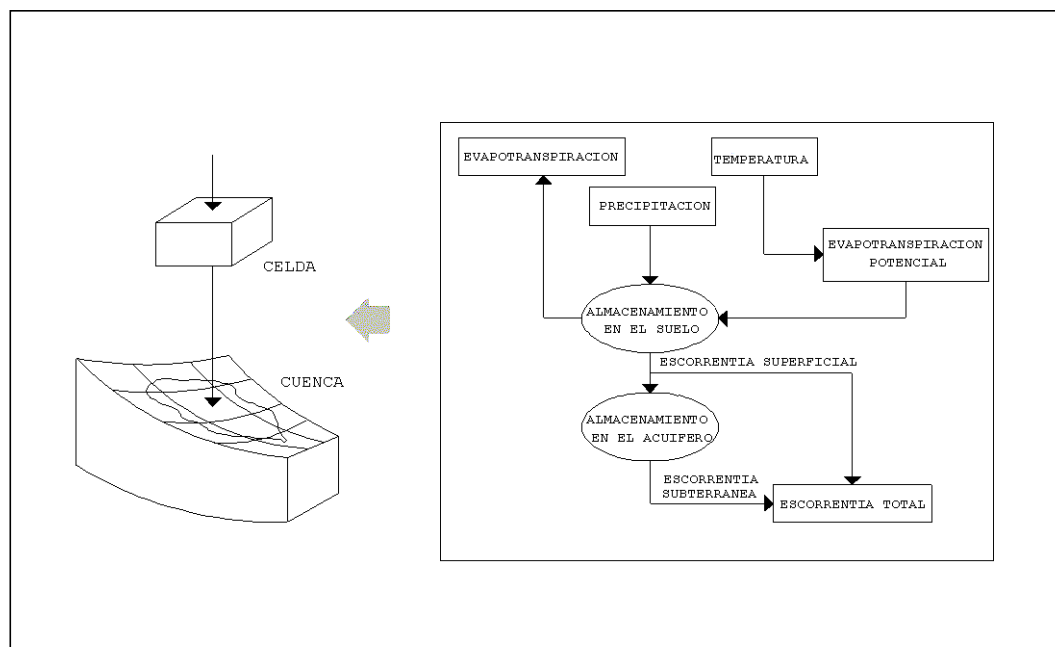 CELDA
CUENCA
EVAPOTRANSPIRACION
TEMPERATURA
PRECIPITACION
EVAPOTRANSPIRACION
POTENCIAL
ALMACENAMIENTO
EN EL SUELO
ESCORRENTIA SUPERFICIAL
ALMACENAMIENTO
EN EL ACUIFERO
ESCORRENTIA
SUBTERRANEA
ESCORRENTIA TOTAL